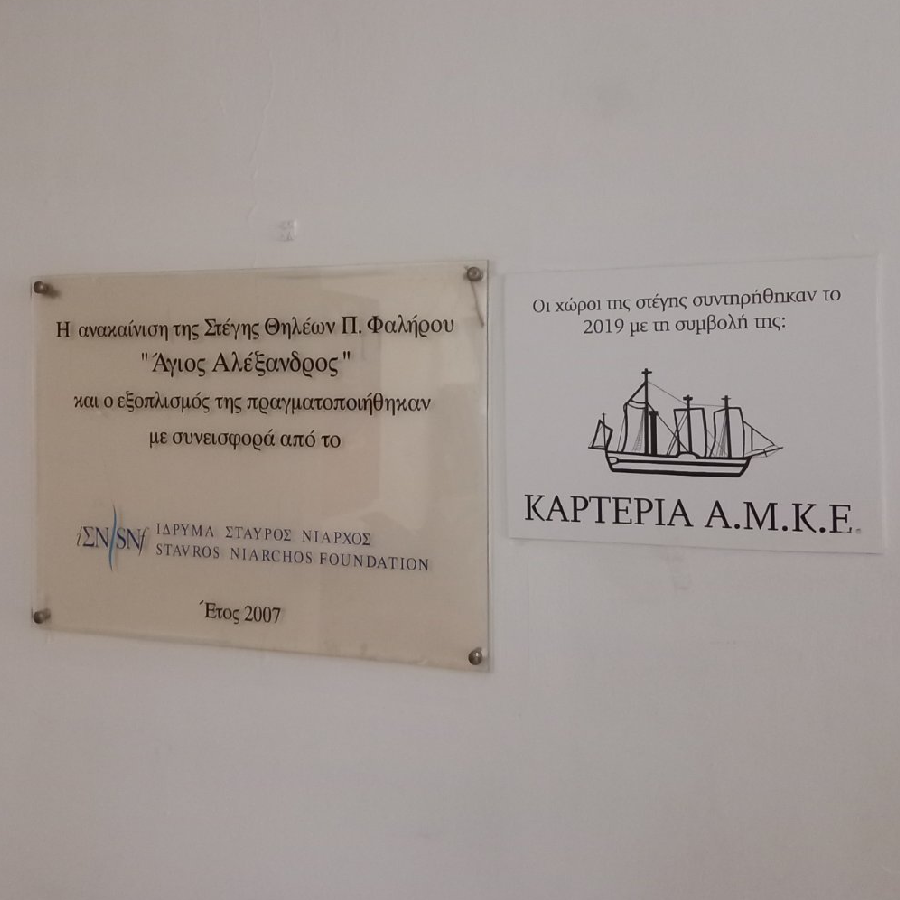 Η ανακαίνιση της Στέγης Θηλέων Π. Φαλήρου
"Άγιος Αλέξανδρος"
και ο εξοπλισμός της πραγματοποιήθηκαν
με συνεισφορά από το
ιΣΝ/SNf
ΙΔΡΥΜΑ ΣΤΑΥΡΟΣ ΝΙΑΡΧΟΣ
STAVROS NIARCHOS FOUNDATION
Έτος 2007
Οι χώροι της στέγης συντηρήθηκαν το
2019 με τη συμβολή της:
ΚΑΡΤΕΡΙΑ Α.Μ.Κ.Ε.